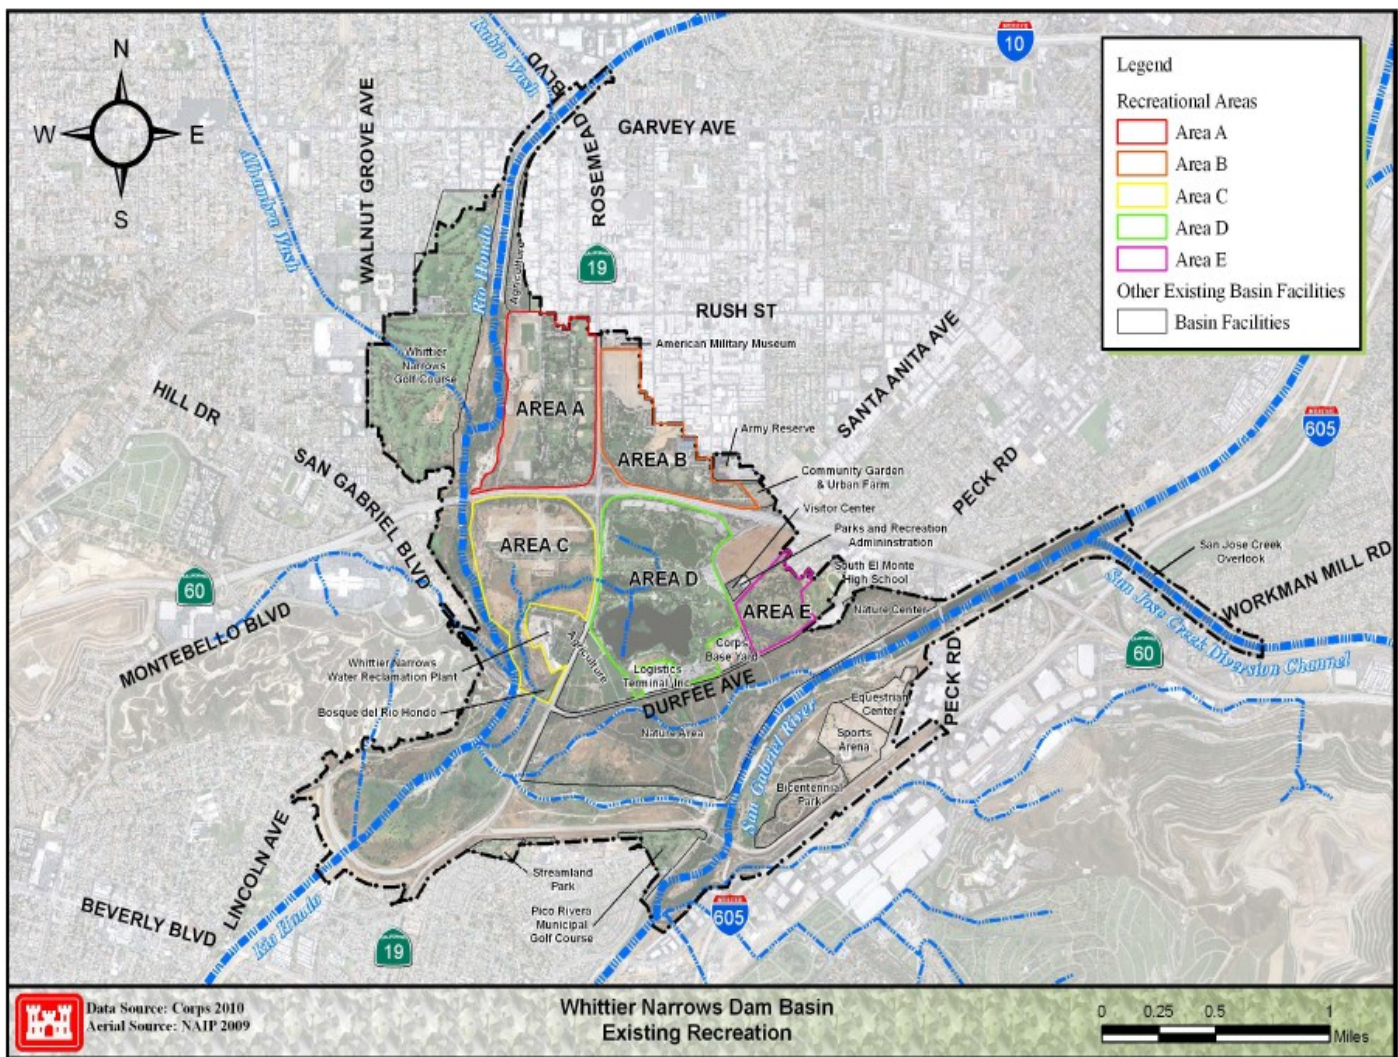 N
W
E
S
Rubio Wash
BLVD
10
Legend
Recreational Areas
Area A
Area B
Area C
Area D
Area E
Other Existing Basin Facilities
Basin Facilities
WALNUT GROVE AVE
GARVEY AVE
ROSEMEAD
Alhambra Wash
Rio Hondo
Agriculture
CALIFORNIA
19
RUSH ST
American Military Museum
Whittier
Narrows
Golf Course
SANTA ANITA AVE
HILL DR
AREA A
INTERSTATE
605
Army Reserve
AREA B
SAN GABRIEL BLVD
Community Garden
& Urban Farm
PECK RD
Visitor Center
Parks and Recreation
Admininstration
AREA C
AREA D
San Jose Creek
Overlook
South El Monte
High School
WORKMAN MILL RD
CALIFORNIA
60
AREA E
Nature Center
San Jose Creek Diversion Channel
MONTEBELLO BLVD
Agriculture
Corps
Base Yard
CALIFORNIA
60
Whittier Narrows
Water Reclamation Plant
Logistics
Terminal, Inc
DURFEE AVE
PECK RD
Equestrian
Center
Bosque del Rio Hondo
Nature Area
San Gabriel River
Sports
Arena
Bicentennial
Park
LINCOLN AVE
Streamland
Park
BEVERLY BLVD
Rio Hondo
Pico Rivera
Municipal
Golf Course
INTERSTATE
605
CALIFORNIA
19
Data Source: Corps 2010
Aerial Source: NAIP 2009
Whittier Narrows Dam Basin
Existing Recreation
0 0.25 0.5 1
Miles